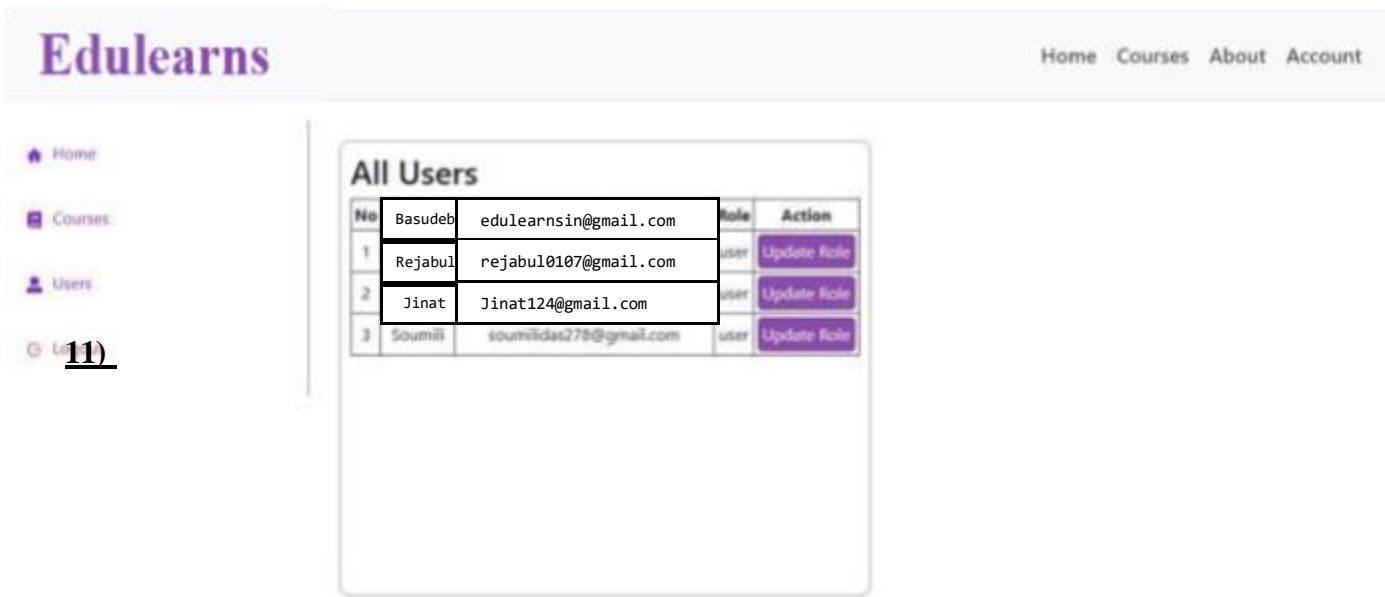 Edulearns
Home Courses About Account
Home
Courses
Users
11)
All Users
No Basudeb edulearnsin@gmail.com Role Action
1 Rejabul rejabul0107@gmail.com user Update Role
2 Jinat Jinat124@gmail.com user Update Role
3 Soumili soumilidas278@gmail.com user Update Role